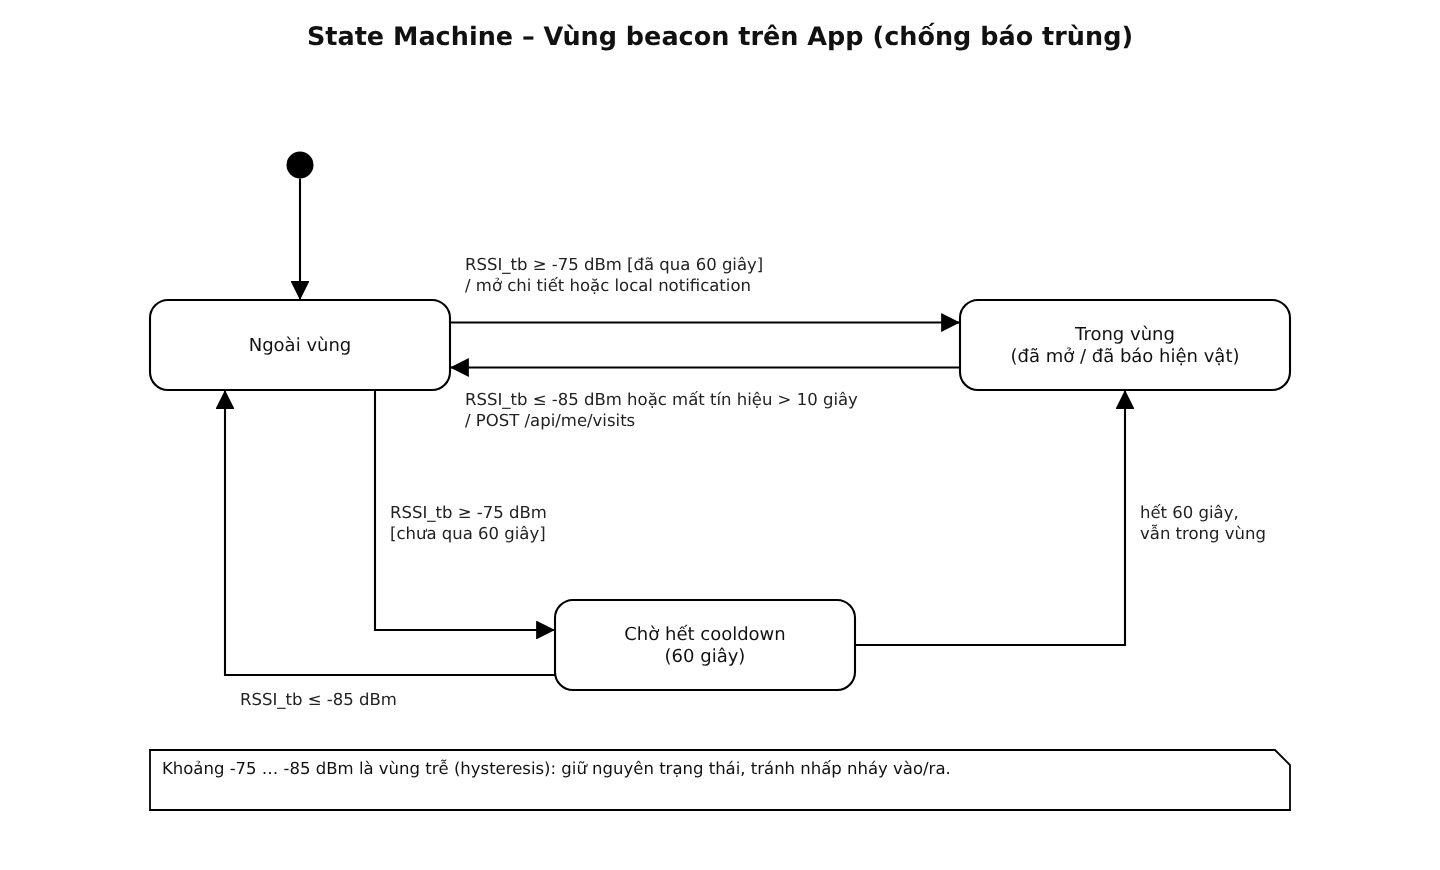 State Machine – Vùng beacon trên App (chống báo trùng)
RSSI_tb ≥ -75 dBm [đã qua 60 giây]
/ mở chi tiết hoặc local notification
Ngoài vùng
Trong vùng
(đã mở / đã báo hiện vật)
RSSI_tb ≤ -85 dBm hoặc mất tín hiệu > 10 giây
/ POST /api/me/visits
RSSI_tb ≥ -75 dBm
[chưa qua 60 giây]
hết 60 giây,
vẫn trong vùng
Chờ hết cooldown
(60 giây)
RSSI_tb ≤ -85 dBm
Khoảng -75 … -85 dBm là vùng trễ (hysteresis): giữ nguyên trạng thái, tránh nhấp nháy vào/ra.